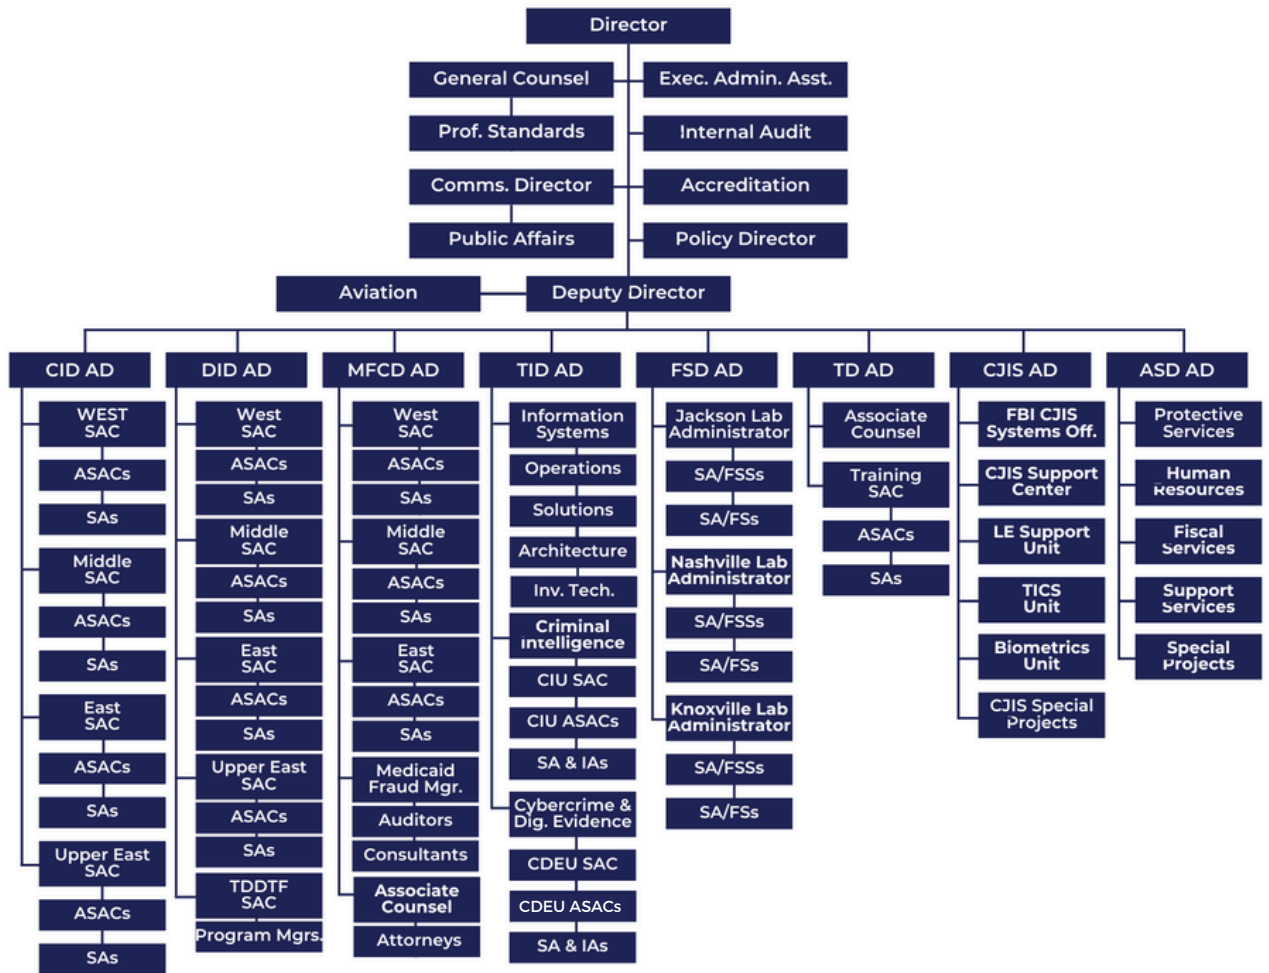 Director
General Counsel
Exec. Admin. Asst.
Prof. Standards
Internal Audit
Comms. Director
Accreditation
Public Affairs
Policy Director
Aviation
Deputy Director
CID AD
WEST
SAC
ASACs
SAs
Middle
SAC
ASACs
SAs
East
SAC
ASACs
SAs
Upper East
SAC
ASACs
SAs
DID AD
West
SAC
ASACs
SAs
Middle
SAC
ASACs
SAs
East
SAC
ASACs
SAs
Upper East
SAC
ASACs
SAs
TDDTF
SAC
Program Mgrs.
MFCD AD
West
SAC
ASACs
SAs
Middle
SAC
ASACs
SAs
East
SAC
ASACs
SAs
Medicaid
Fraud Mgr.
Auditors
Consultants
Associate
Counsel
Attorneys
TID AD
Information
Systems
Operations
Solutions
Architecture
Inv. Tech.
Criminal
Intelligence
CIU SAC
CIU ASACs
SA & IAs
Cybercrime &
Dig. Evidence
CDEU SAC
CDEU ASACs
SA & IAs
FSD AD
Jackson Lab
Administrator
SA/FSSs
SA/FSs
Nashville Lab
Administrator
SA/FSSs
SA/FSs
Knoxville Lab
Administrator
SA/FSSs
SA/FSs
TD AD
Associate
Counsel
Training
SAC
ASACs
SAs
CJIS AD
FBI CJIS
Systems Off.
CJIS Support
Center
LE Support
Unit
TICS
Unit
Biometrics
Unit
CJIS Special
Projects
ASD AD
Protective
Services
Human
Resources
Fiscal
Services
Support
Services
Special
Projects